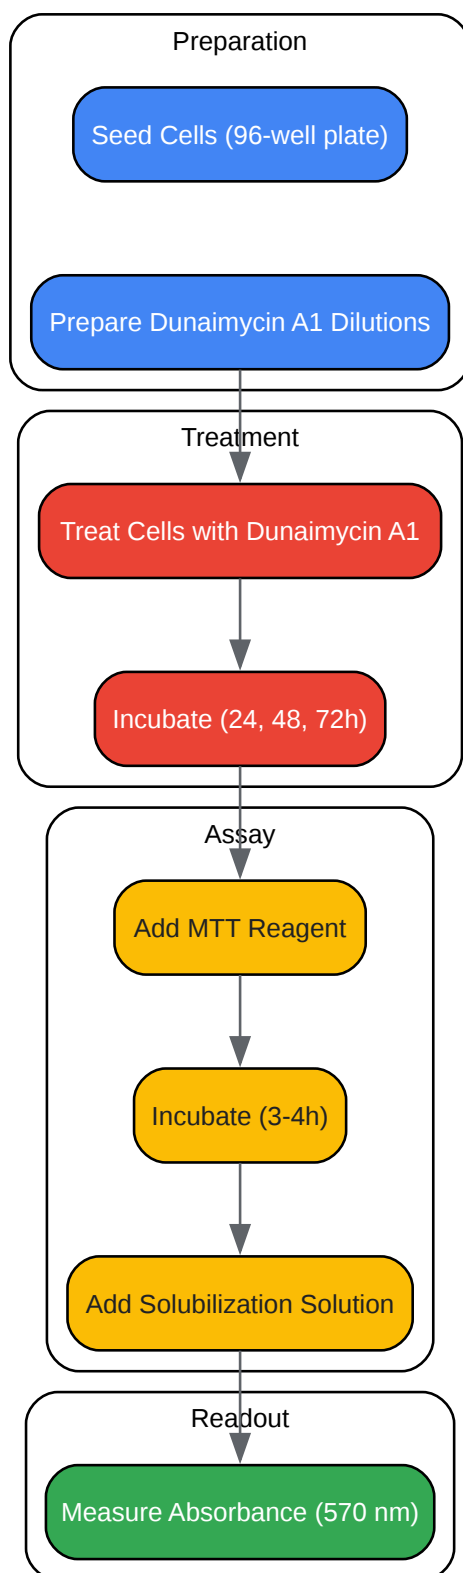 Preparation
Seed Cells (96-well plate)
Prepare Dunaimycin A1 Dilutions
Treatment
Treat Cells with Dunaimycin A1
Incubate (24, 48, 72h)
Assay
Add MTT Reagent
Incubate (3-4h)
Add Solubilization Solution
Readout
Measure Absorbance (570 nm)